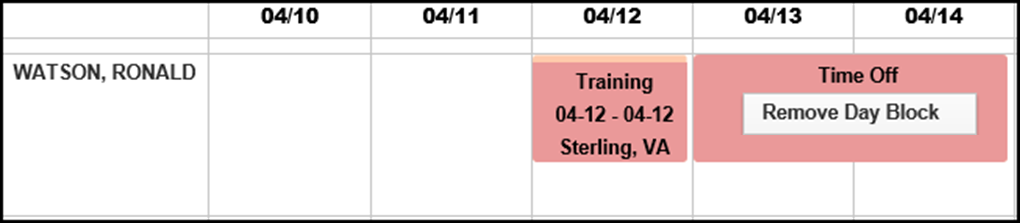 04/10 04/11 04/12 04/13 04/14
WATSON, RONALD
Training
04-12 - 04-12
Sterling, VA
Time Off
Remove Day Block